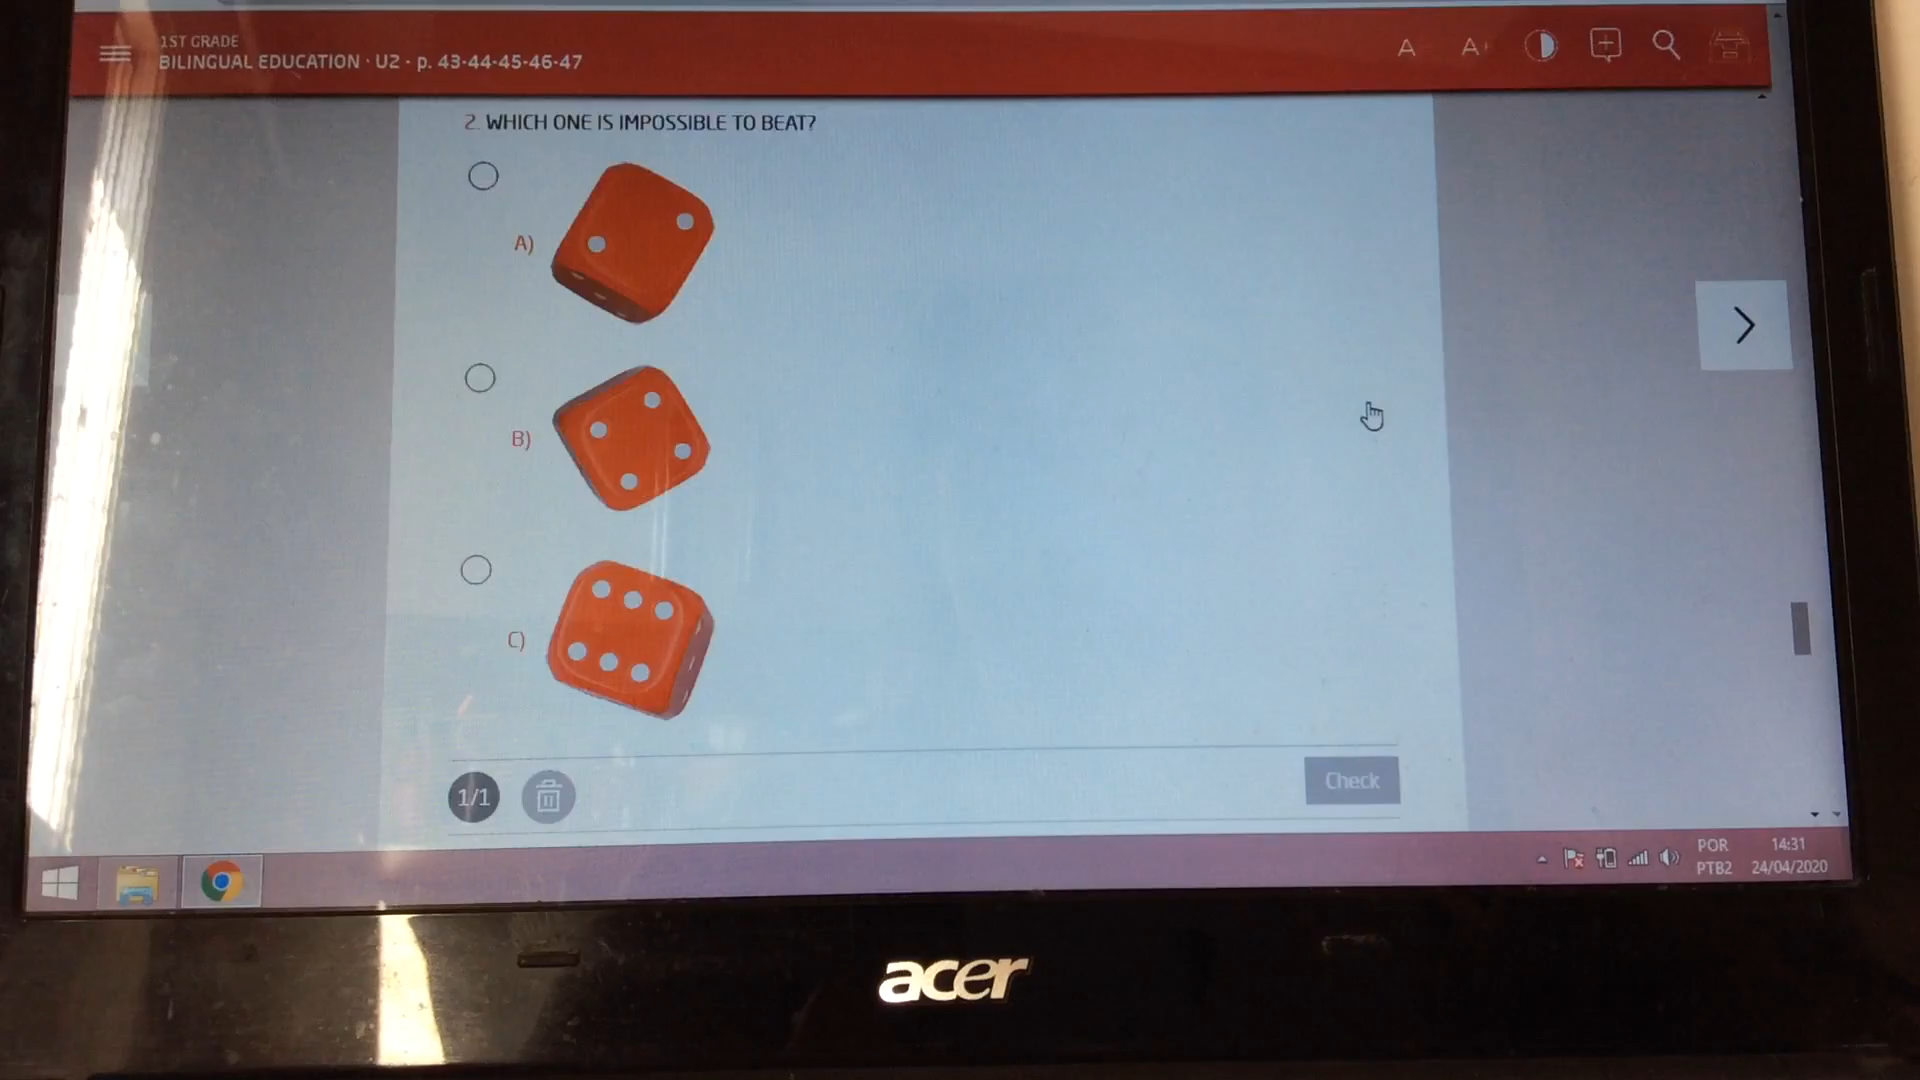 1ST GRADE
BILINGUAL EDUCATION · U2 · p. 43-44-45-46-47
A
A+
2. WHICH ONE IS IMPOSSIBLE TO BEAT?
A)
B)
C)
1/1
Check
POR
PTB2
14:31
24/04/2020
acer